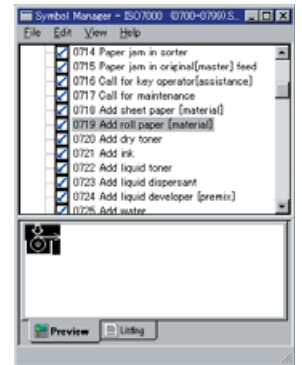 Symbol Manager - ISO7000 (0700-0799).S...
File Edit View Help
0714 Paper jam in sorter
0715 Paper jam in original[master] feed
0716 Call for key operator[assistance]
0717 Call for maintenance
0718 Add sheet paper [material]
0719 Add roll paper [material]
0720 Add dry toner
0721 Add ink
0722 Add liquid toner
0723 Add liquid dispersant
0724 Add liquid developer [premix]
0725 Add water
Preview Listing